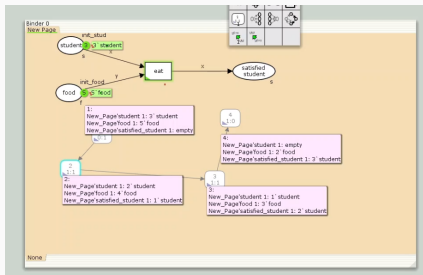 Binder 0
New Page
init_stud
student 3 3`student
s
x
eat
y
x
satisfied
student
s
init_food
food 5 5`food
f
1:
New_Page'student 1: 3`student
New_Page'food 1: 5`food
New_Page'satisfied_student 1: empty
4
1:0
2
1:1
4:
New_Page'student 1: empty
New_Page'food 1: 2`food
New_Page'satisfied_student 1: 3`student
2:
New_Page'student 1: 3`student
New_Page'food 1: 4`food
New_Page'satisfied_student 1: 1`student
3
1:1
3:
New_Page'student 1: 1`student
New_Page'food 1: 3`food
New_Page'satisfied_student 1: 2`student
None